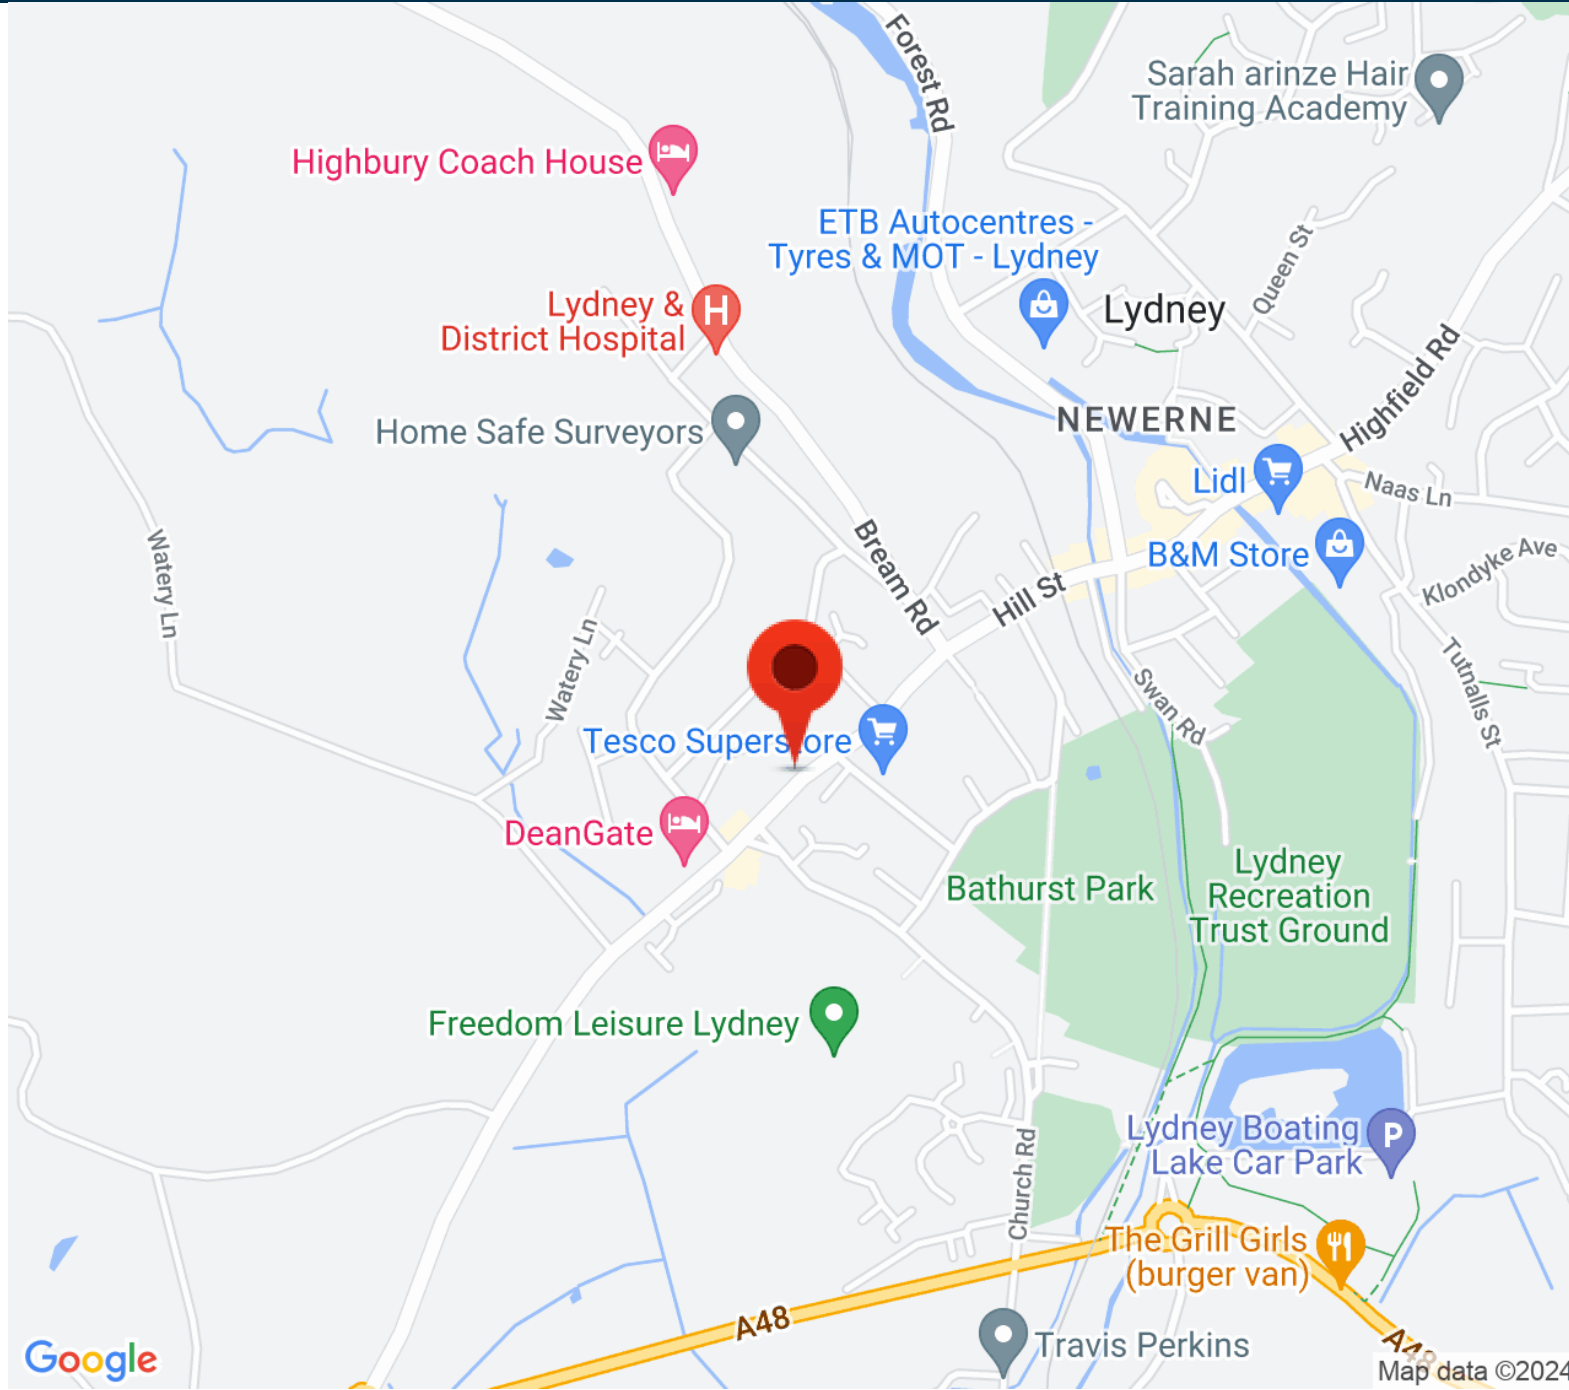 Forest Rd
Sarah arinze Hair
Training Academy
Highbury Coach House
ETB Autocentres -
Tyres & MOT - Lydney
Queen St
Lydney &
District Hospital
Lydney
Highfield Rd
Home Safe Surveyors
NEWERNE
Lidl
Naas Ln
Watery Ln
Bream Rd
Hill St
B&M Store
Klondyke Ave
Watery Ln
Swan Rd
Tutnalls St
Tesco Superstore
DeanGate
Bathurst Park
Lydney
Recreation
Trust Ground
Freedom Leisure Lydney
Church Rd
Lydney Boating
Lake Car Park
P
The Grill Girls
(burger van)
A48
Travis Perkins
A48
Google
Map data ©2024
H